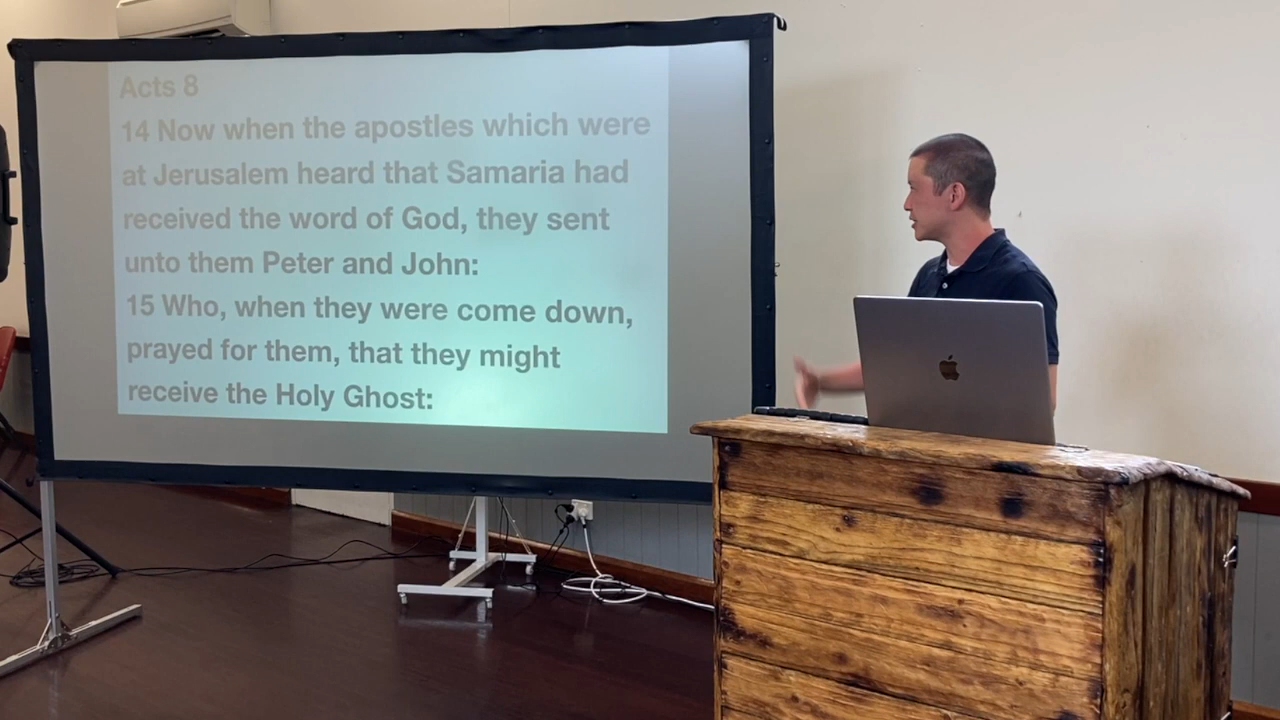 Acts 8
14 Now when the apostles which were
at Jerusalem heard that Samaria had
received the word of God, they sent
unto them Peter and John:
15 Who, when they were come down,
prayed for them, that they might
receive the Holy Ghost: